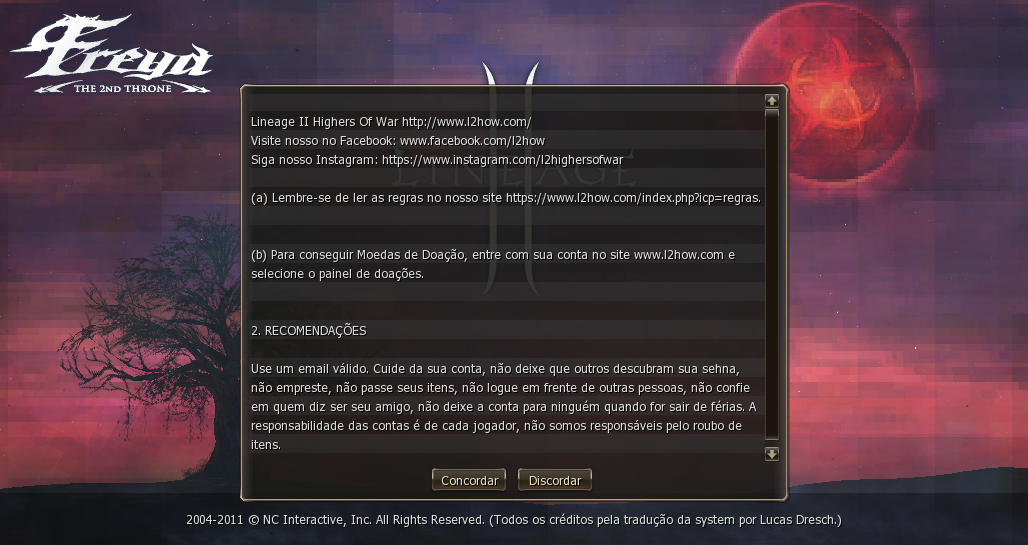 Freya
THE 2ND THRONE
LINEAGE
Lineage II Highers Of War http://www.l2how.com/
Visite nosso no Facebook: www.facebook.com/l2how
Siga nosso Instagram: https://www.instagram.com/l2highersofwar
(a) Lembre-se de ler as regras no nosso site https://www.l2how.com/index.php?icp=regras.
(b) Para conseguir Moedas de Doação, entre com sua conta no site www.l2how.com e
selecione o painel de doações.
2. RECOMENDAÇÕES
Use um email válido. Cuide da sua conta, não deixe que outros descubram sua sehna,
não empreste, não passe seus itens, não logue em frente de outras pessoas, não confie
em quem diz ser seu amigo, não deixe a conta para ninguém quando for sair de férias. A
responsabilidade das contas é de cada jogador, não somos responsáveis pelo roubo de
itens.
Concordar Discordar
2004-2011 © NC Interactive, Inc. All Rights Reserved. (Todos os créditos pela tradução da system por Lucas Dresch.)